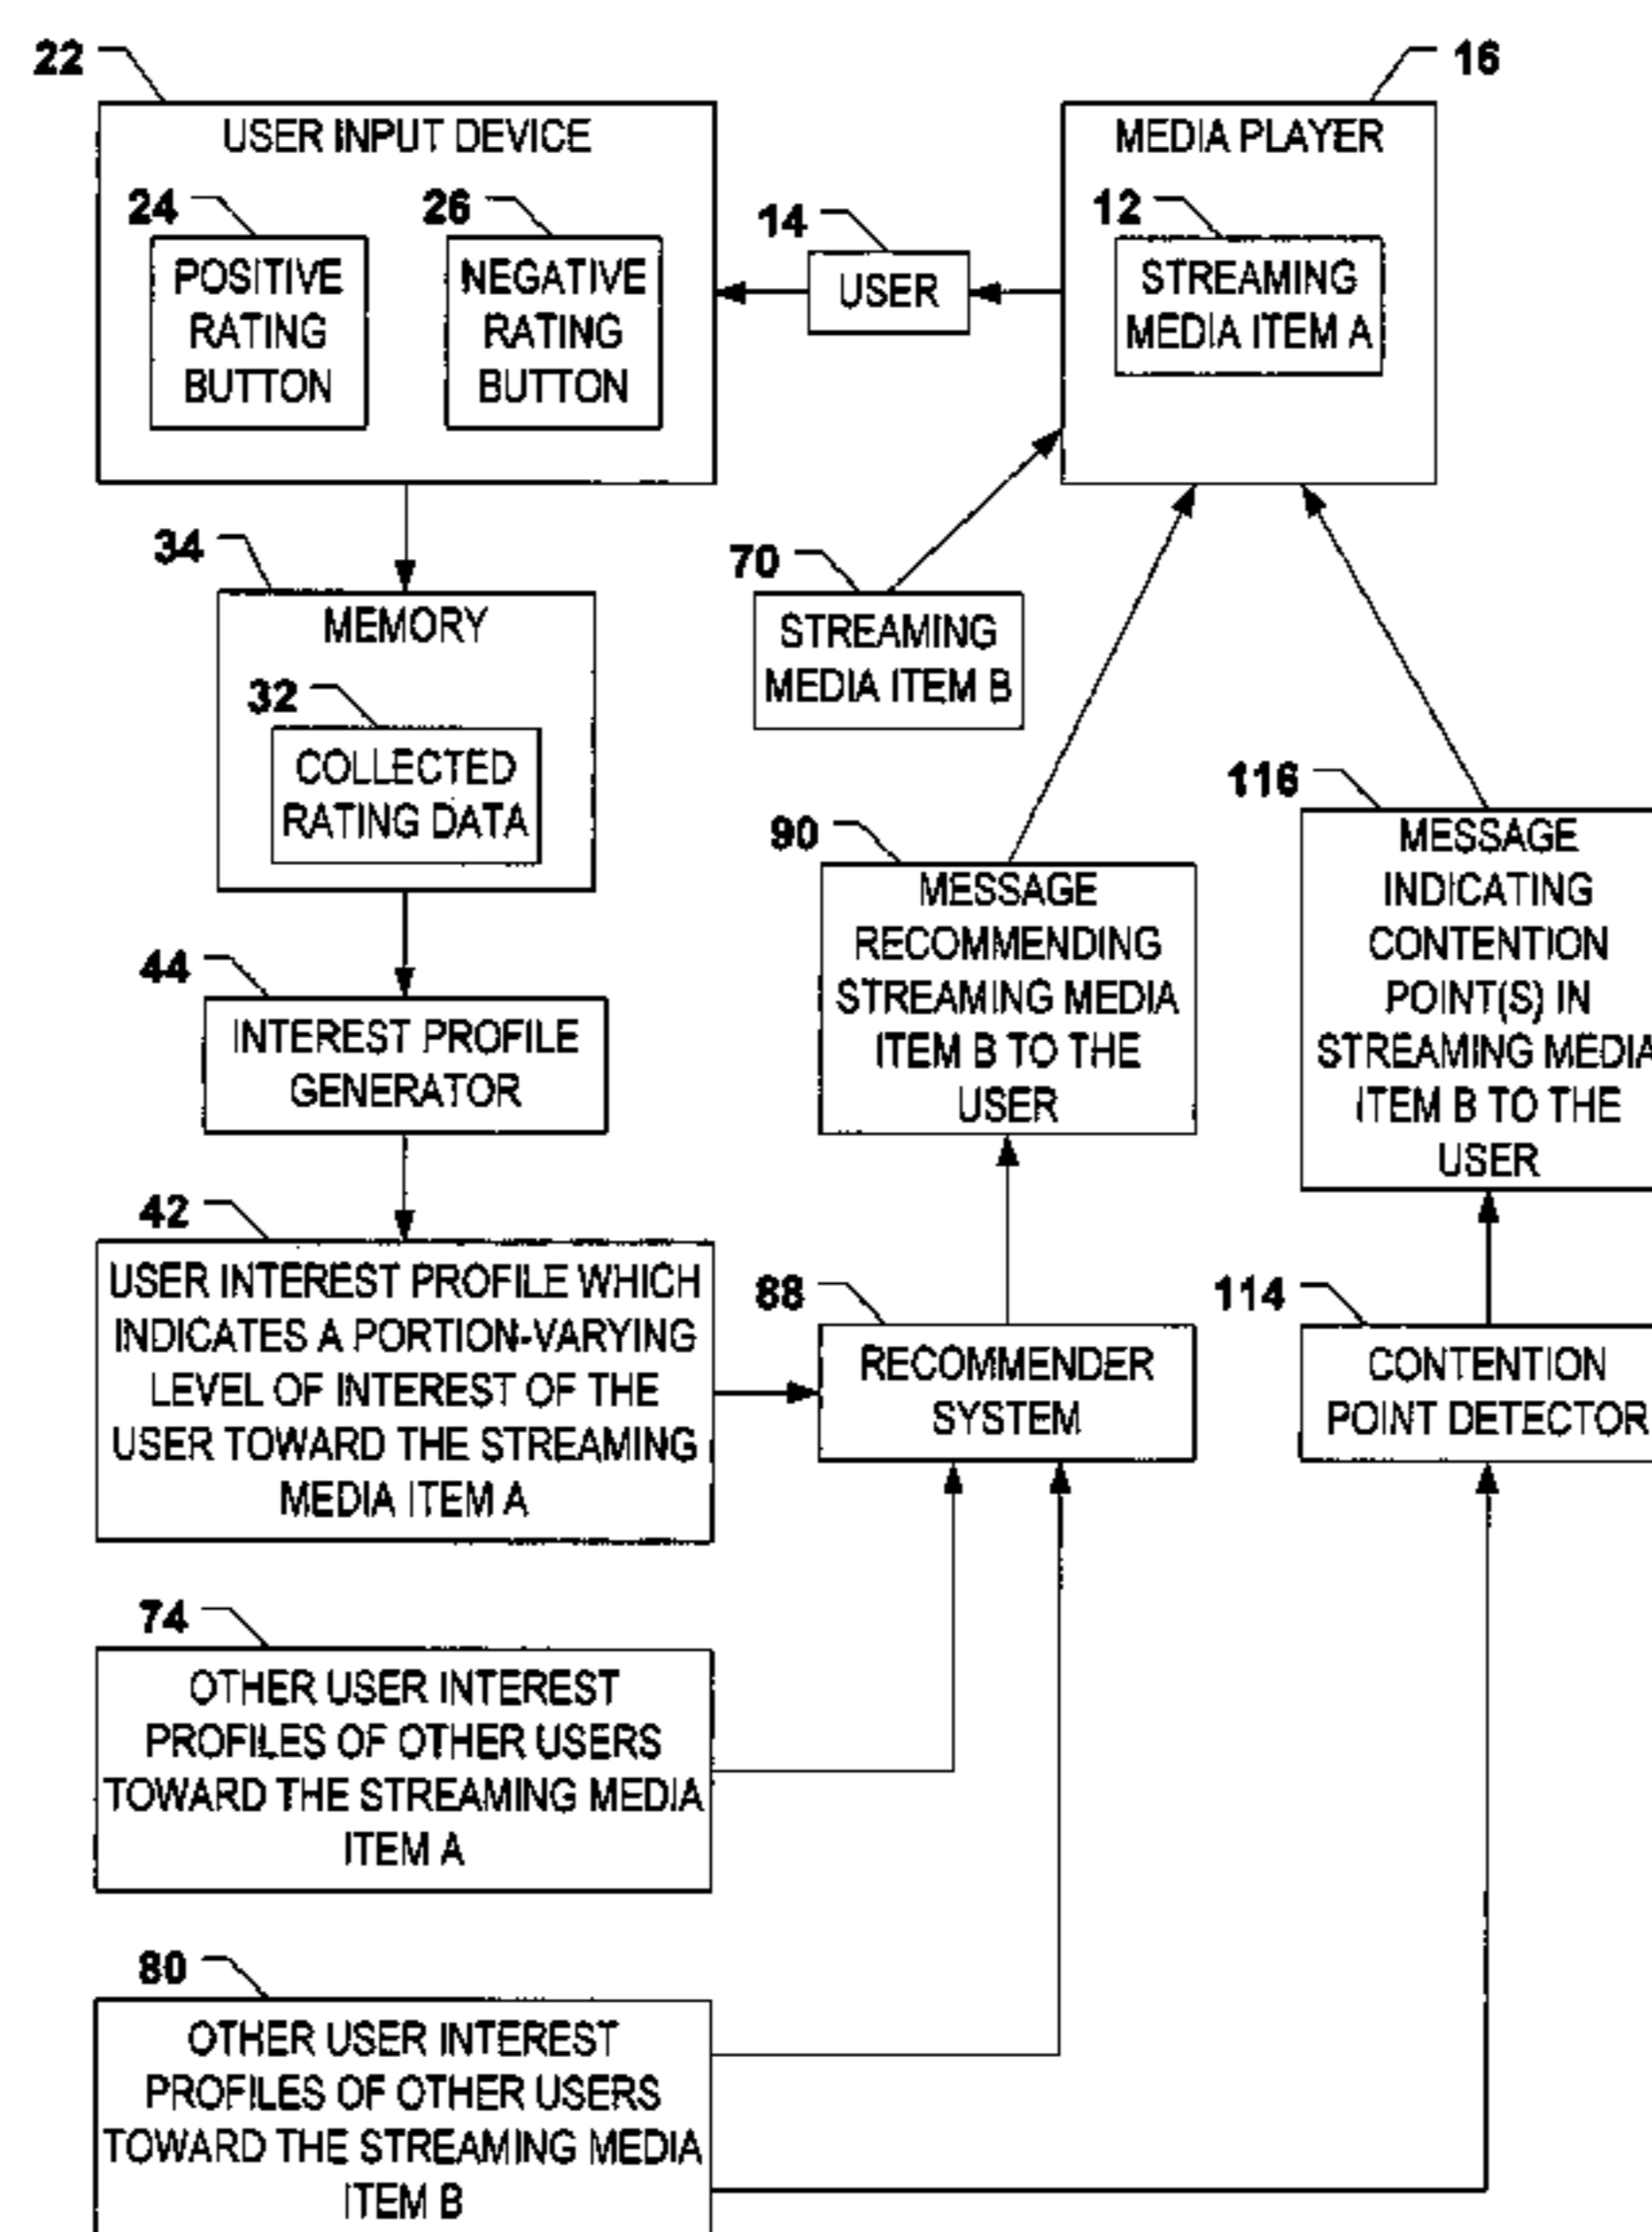 22
16
USER INPUT DEVICE
MEDIA PLAYER
24
26
14
12
POSITIVE
RATING
BUTTON
NEGATIVE
RATING
BUTTON
USER
STREAMING
MEDIA ITEM A
34
70
MEMORY
STREAMING
MEDIA ITEM B
32
COLLECTED
RATING DATA
90
116
MESSAGE
RECOMMENDING
STREAMING MEDIA
ITEM B TO THE
USER
MESSAGE
INDICATING
CONTENTION
POINT(S) IN
STREAMING MEDIA
ITEM B TO THE
USER
44
INTEREST PROFILE
GENERATOR
42
88
114
USER INTEREST PROFILE WHICH
INDICATES A PORTION-VARYING
LEVEL OF INTEREST OF THE
USER TOWARD THE STREAMING
MEDIA ITEM A
RECOMMENDER
SYSTEM
CONTENTION
POINT DETECTOR
74
OTHER USER INTEREST
PROFILES OF OTHER USERS
TOWARD THE STREAMING MEDIA
ITEM A
80
OTHER USER INTEREST
PROFILES OF OTHER USERS
TOWARD THE STREAMING MEDIA
ITEM B